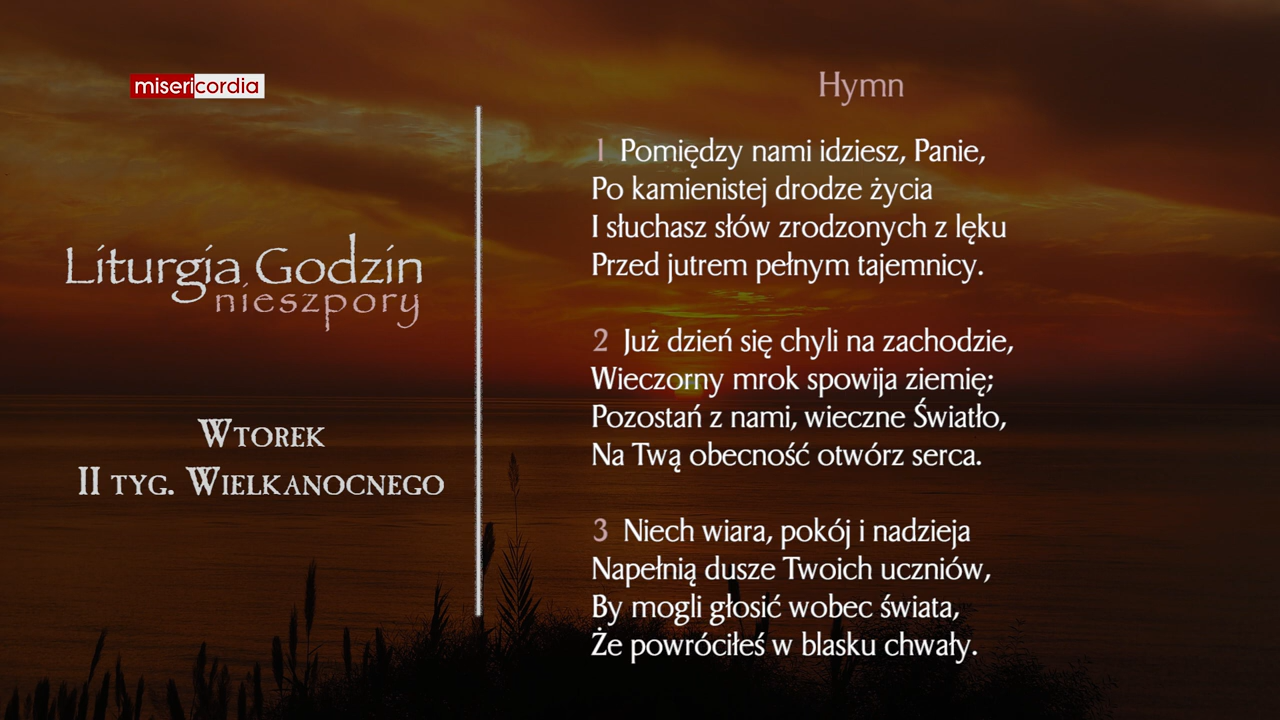 misericordia
Liturgia Godzin
nieszpory
Wtorek
II tyg. Wielkanocnego
Hymn
1 Pomiędzy nami idziesz, Panie,
Po kamienistej drodze życia
I słuchasz słów zrodzonych z lęku
Przed jutrem pełnym tajemnicy.
2 Już dzień się chyli na zachodzie,
Wieczorny mrok spowija ziemię;
Pozostań z nami, wieczne Światło,
Na Twą obecność otwórz serca.
3 Niech wiara, pokój i nadzieja
Napełnią dusze Twoich uczniów,
By mogli głosić wobec świata,
Że powróciłeś w blasku chwały.